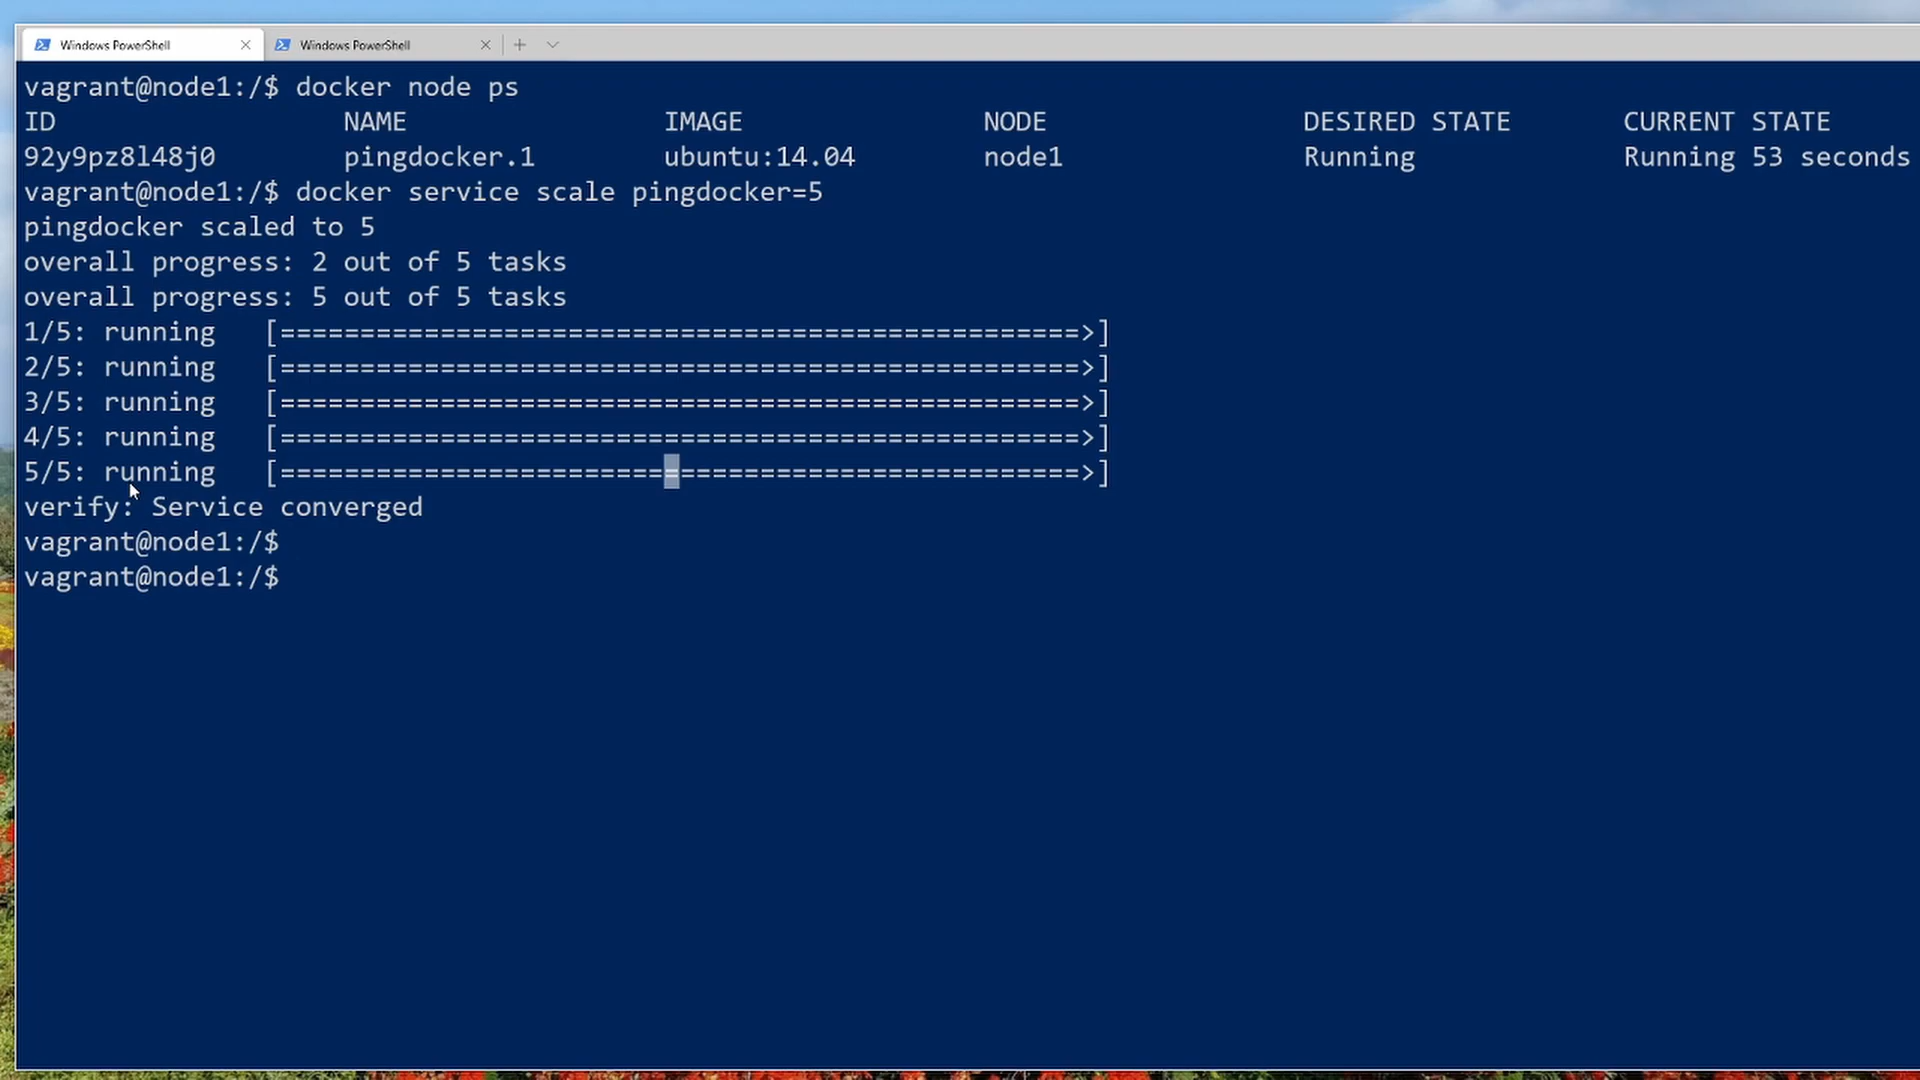 Windows PowerShell Windows PowerShell
vagrant@node1:/$ docker node ps
ID NAME IMAGE NODE DESIRED STATE CURRENT STATE
92y9pz8l48j0 pingdocker.1 ubuntu:14.04 node1 Running Running 53 seconds
vagrant@node1:/$ docker service scale pingdocker=5
pingdocker scaled to 5
overall progress: 2 out of 5 tasks
overall progress: 5 out of 5 tasks
1/5: running [==================================================>]
2/5: running [==================================================>]
3/5: running [==================================================>]
4/5: running [==================================================>]
5/5: running [==================================================>]
verify: Service converged
vagrant@node1:/$
vagrant@node1:/$